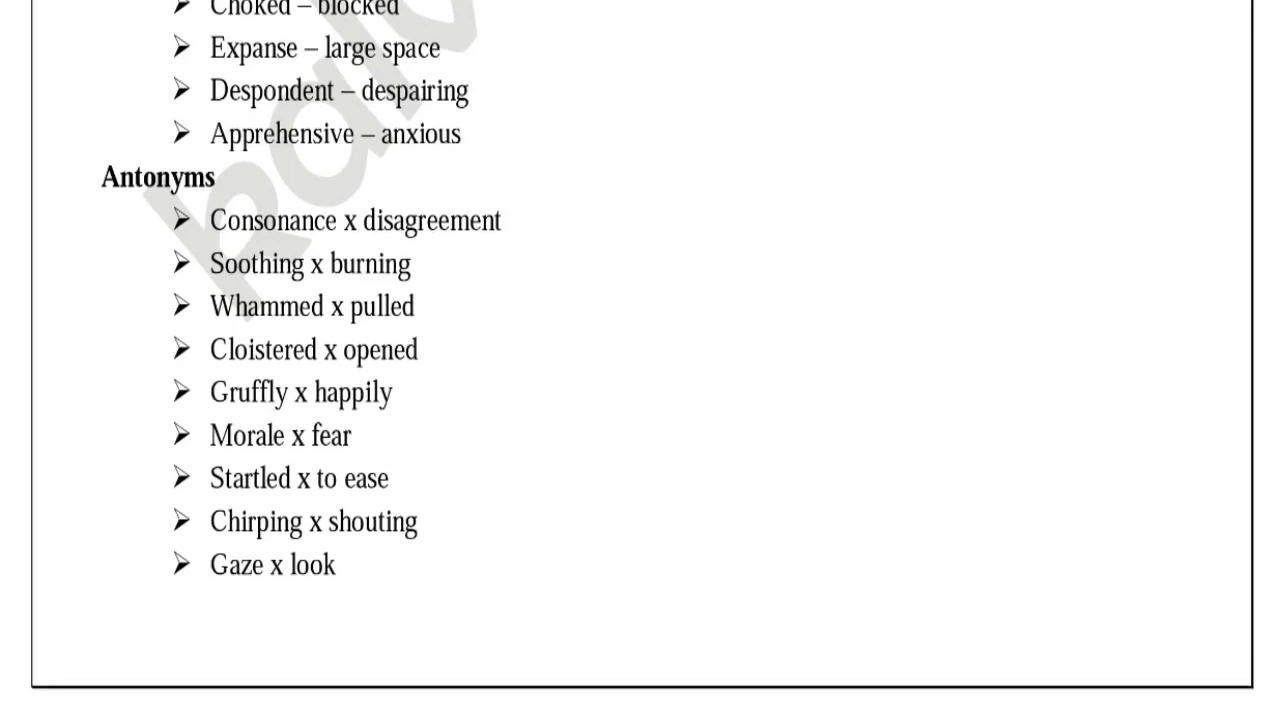 ➤ Choked – blocked
➤ Expanse – large space
➤ Despondent – despairing
➤ Apprehensive – anxious
Antonyms
➤ Consonance x disagreement
➤ Soothing x burning
➤ Whammed x pulled
➤ Cloistered x opened
➤ Gruffly x happily
➤ Morale x fear
➤ Startled x to ease
➤ Chirping x shouting
➤ Gaze x look